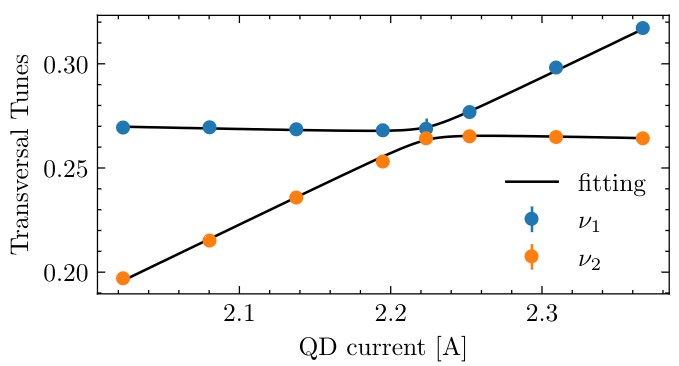 Transversal Tunes
0.30
0.25
0.20
fitting
ν₁
ν₂
2.1 2.2 2.3
QD current [A]